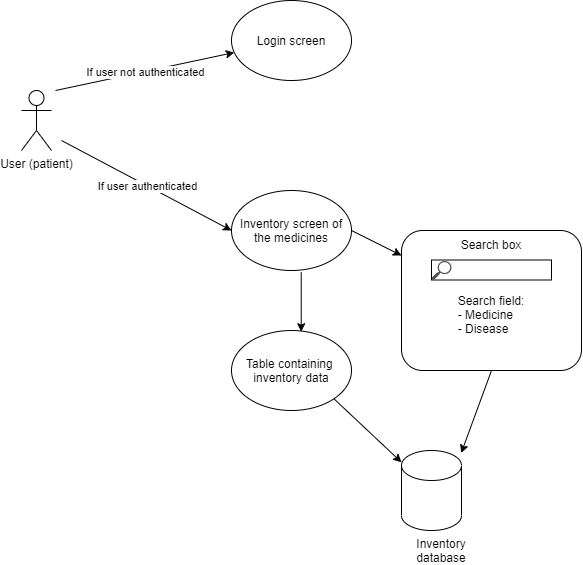 Login screen
If user not authenticated
User (patient)
If user authenticated
Inventory screen of
the medicines
Search box
Search field:
- Medicine
- Disease
Table containing
inventory data
Inventory
database